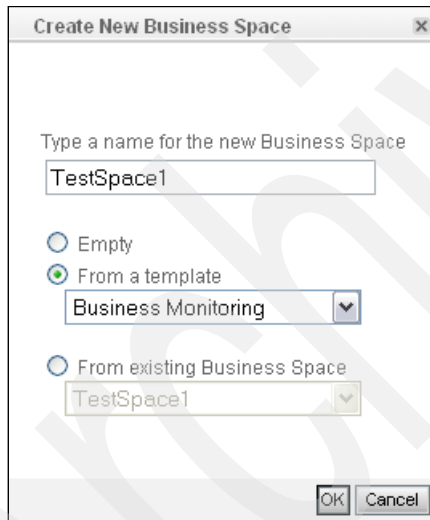 Create New Business Space
Type a name for the new Business Space
TestSpace1
Empty
From a template
Business Monitoring
From existing Business Space
TestSpace1
OK Cancel